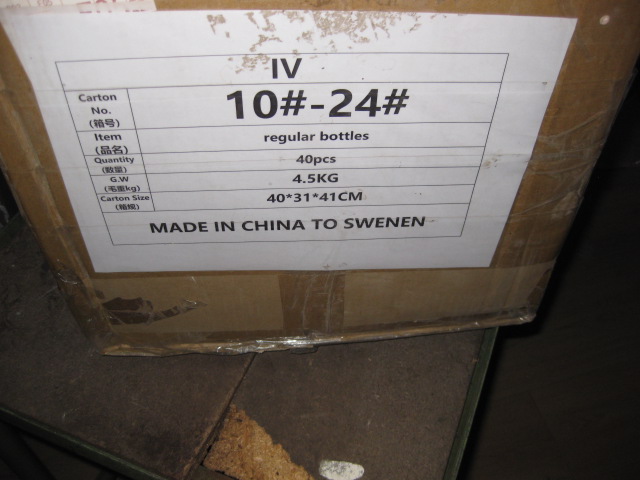 IV
Carton No. (箱号) 10#-24#
Item (品名) regular bottles
Quantity (数量) 40pcs
G.W (毛重kg) 4.5KG
Carton Size (箱规) 40*31*41CM
MADE IN CHINA TO SWENEN